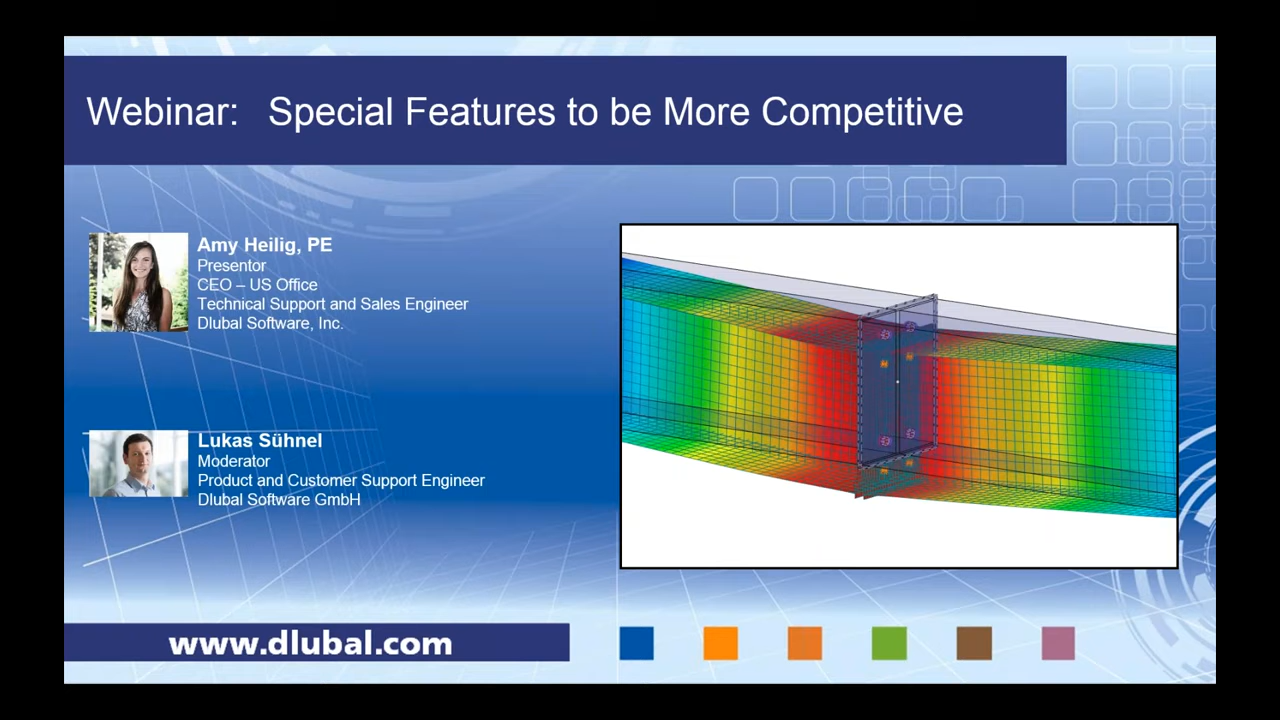 Webinar: Special Features to be More Competitive
Amy Heilig, PE
Presentor
CEO – US Office
Technical Support and Sales Engineer
Dlubal Software, Inc.
Lukas Sühnel
Moderator
Product and Customer Support Engineer
Dlubal Software GmbH
www.dlubal.com